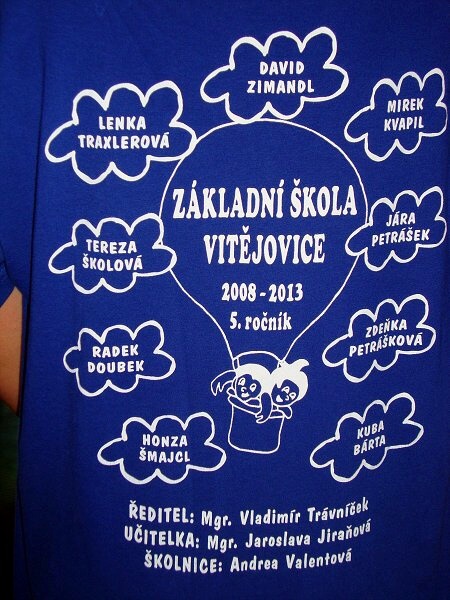 DAVID
ZIMANDL
LENKA
TRAXLEROVÁ
MIREK
KVAPIL
ZÁKLADNÍ ŠKOLA
VITĚJOVICE
2008 - 2013
5. ročník
TEREZA
ŠKOLOVÁ
JÁRA
PETRÁŠEK
RADEK
DOUBEK
ZDEŇKA
PETRÁŠKOVÁ
HONZA
ŠMAJCL
KUBA
BÁRTA
ŘEDITEL: Mgr. Vladimír Trávníček
UČITELKA: Mgr. Jaroslava Jiraňová
ŠKOLNICE: Andrea Valentová